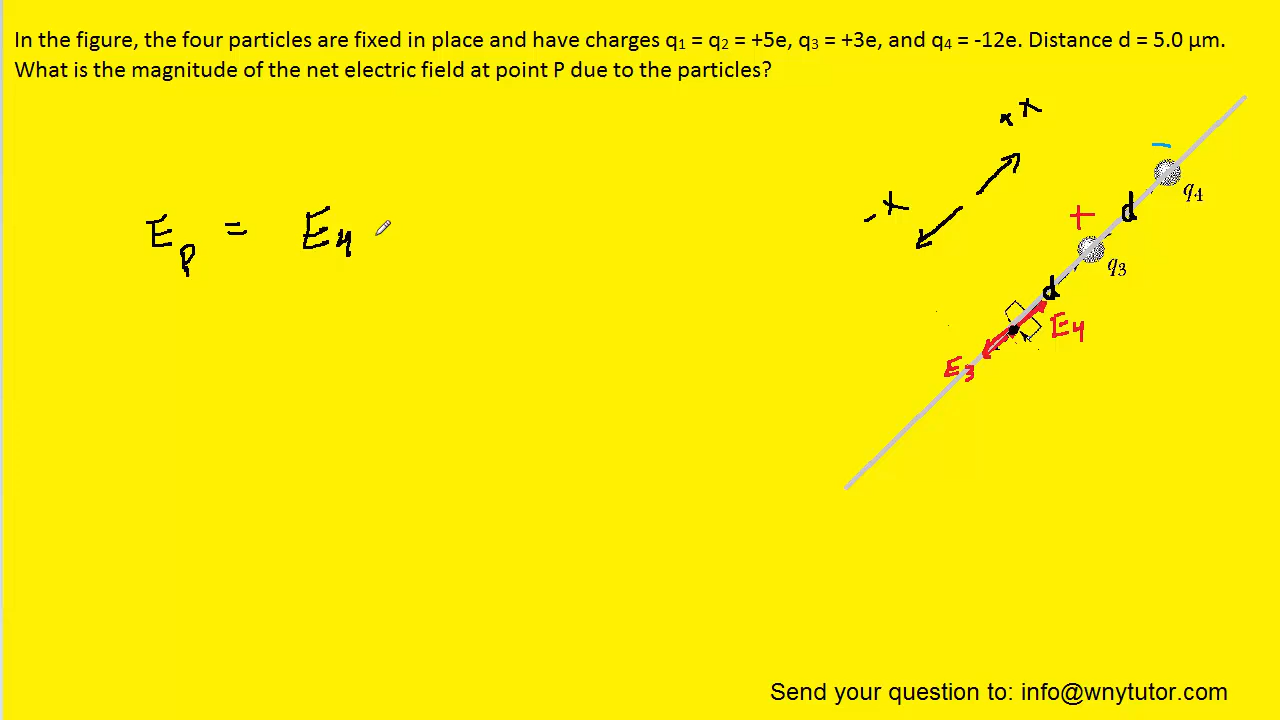 In the figure, the four particles are fixed in place and have charges q₁ = q₂ = +5e, q₃ = +3e, and q₄ = -12e. Distance d = 5.0 μm.
What is the magnitude of the net electric field at point P due to the particles?
+x
-x
−
q₄
d
+
q₃
d
E₄
E₃
E_P = E₄
Send your question to: info@wnytutor.com